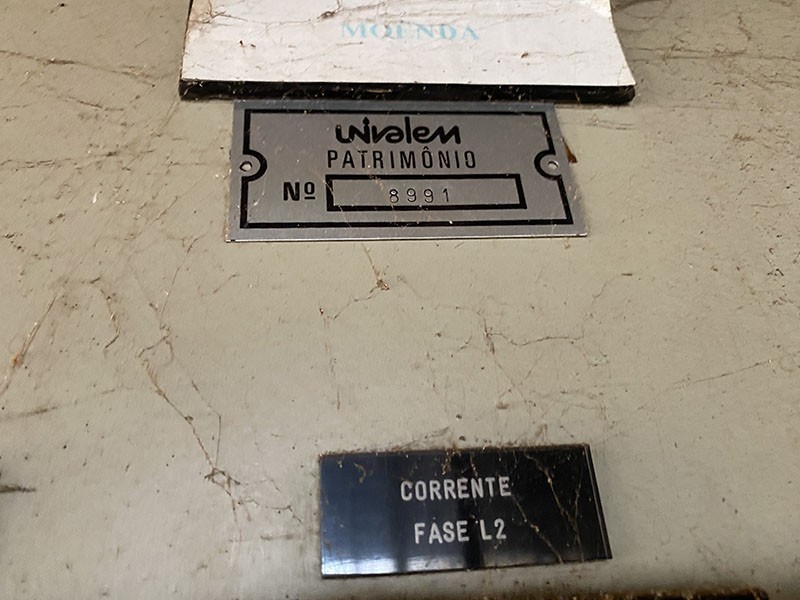 MOENDA
univalem
PATRIMÔNIO
Nº 8991
CORRENTE
FASE L2